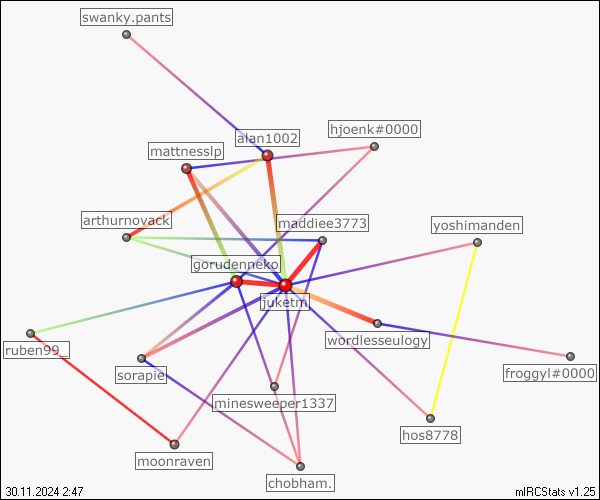 swanky.pants
hjoenk#0000
alan1002
mattnesslp
arthurnovack
maddiee3773
yoshimanden
gorudenneko
juketm
wordlesseulogy
ruben99_
froggyl#0000
sorapie
minesweeper1337
hos8778
moonraven
chobham.
30.11.2024 2:47
mIRCStats v1.25